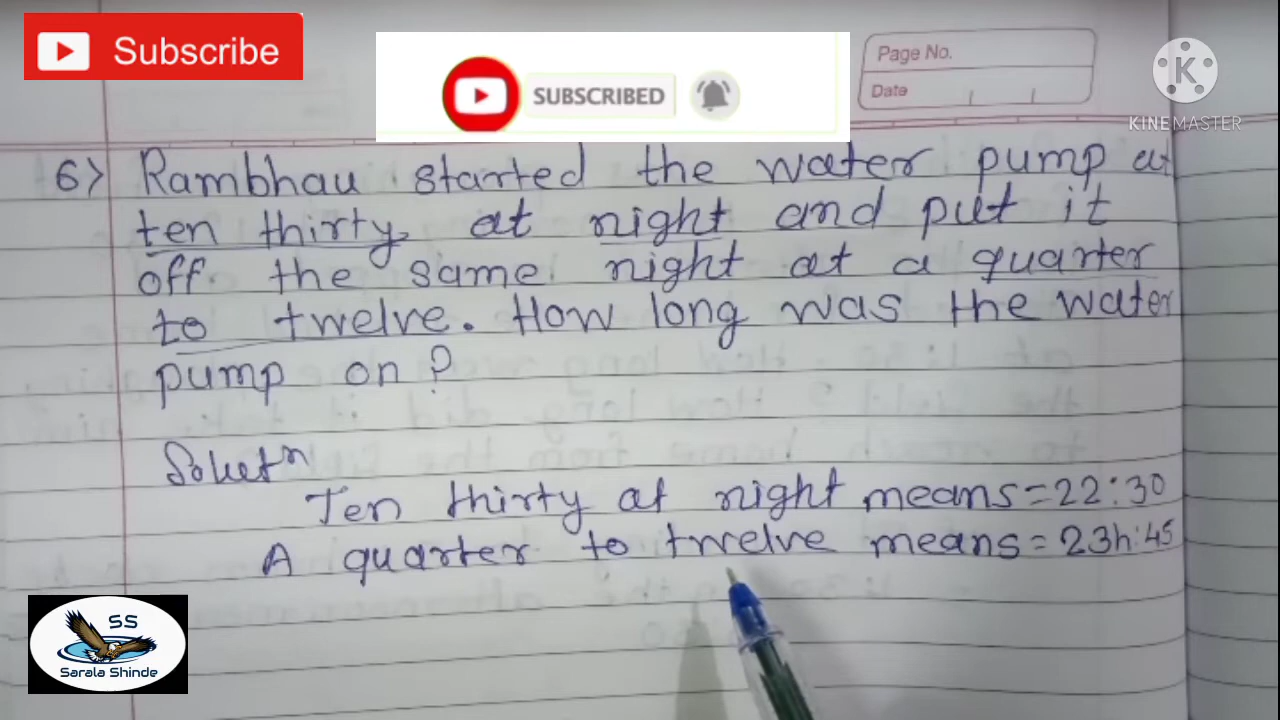 Subscribe
SUBSCRIBED
Page No.
Date
KINEMASTER
6) Rambhau started the water pump at
ten thirty at night and put it
off the same night at a quarter
to twelve. How long was the water
pump on?
Solutn
Ten thirty at night means=22:30
A quarter to twelve means=23h:45
SS
Sarala Shinde